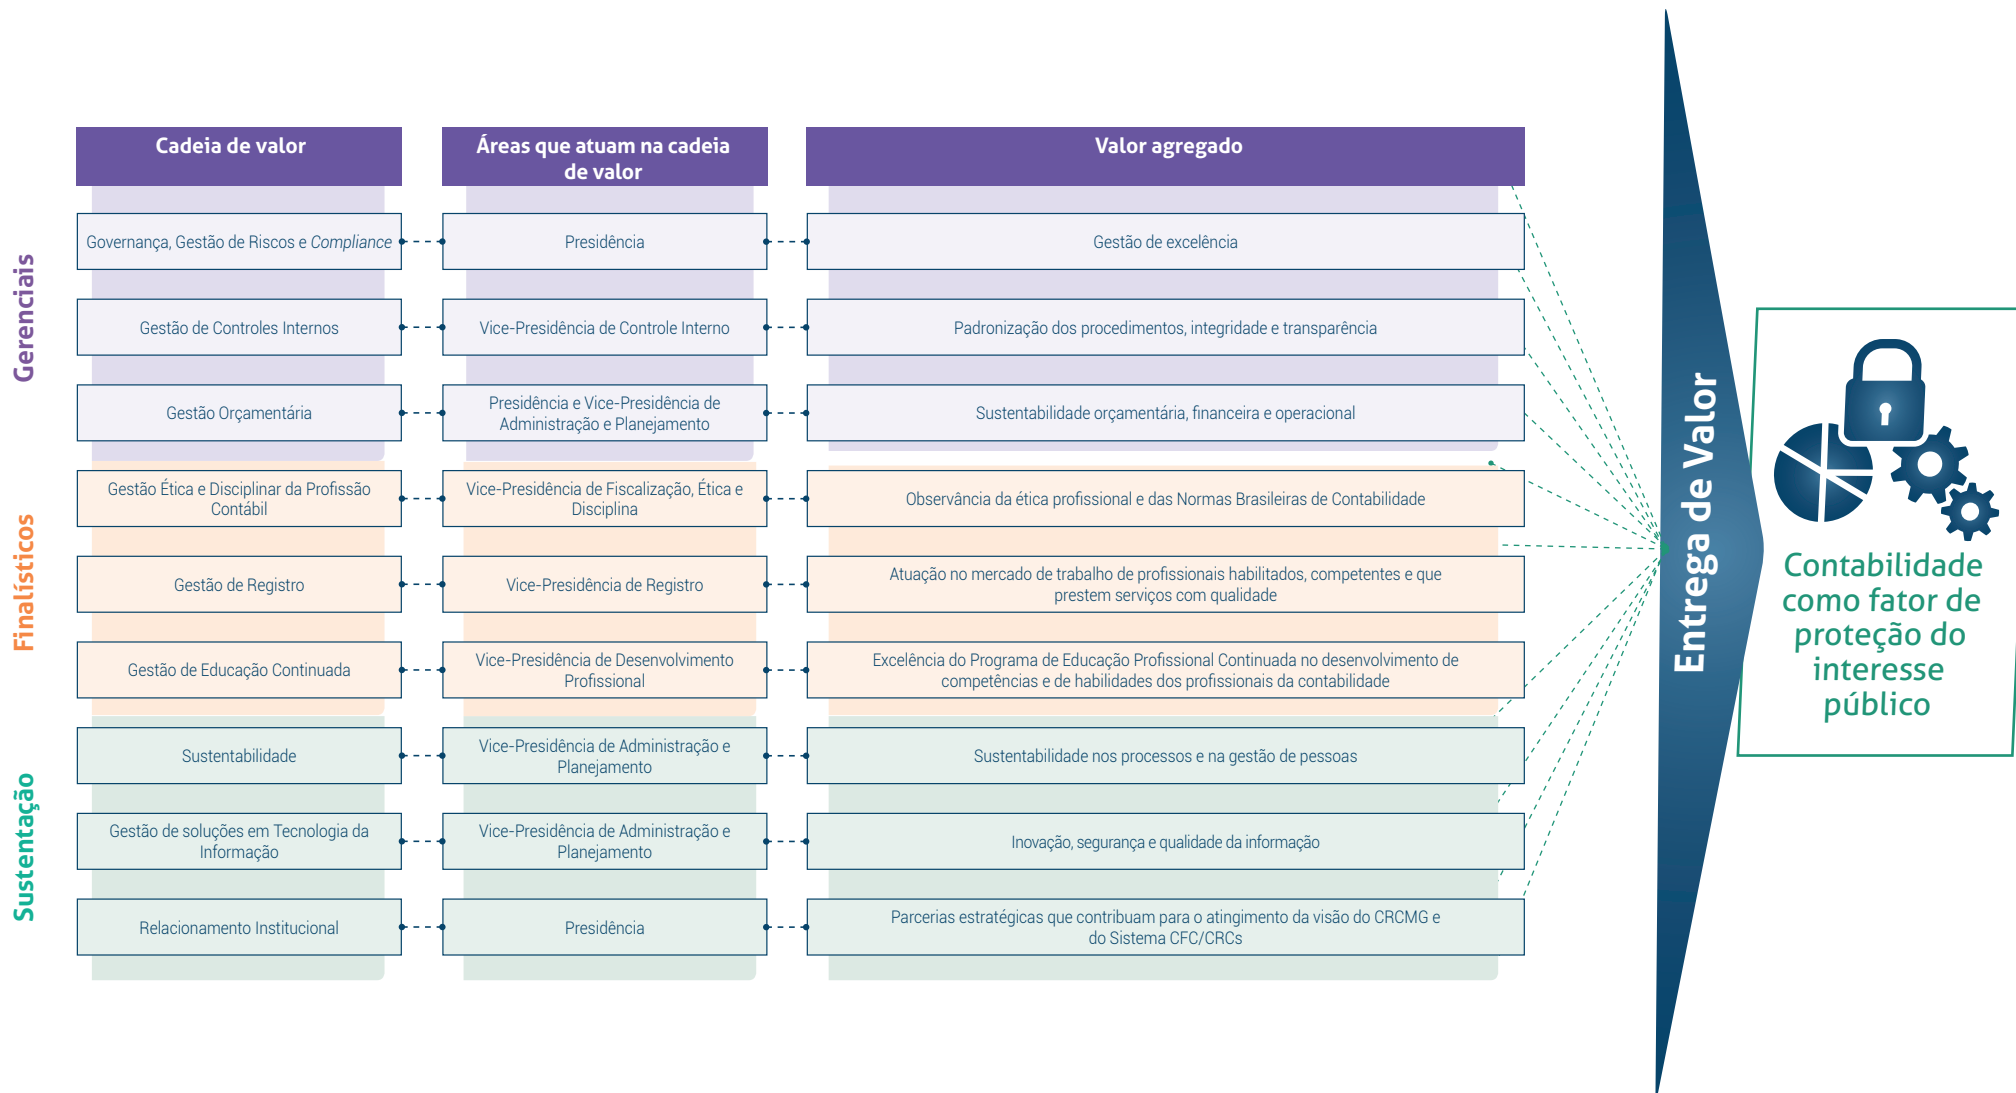 Cadeia de valor
Áreas que atuam na cadeia
de valor
Valor agregado
Gerenciais
Governança, Gestão de Riscos e Compliance
Presidência
Gestão de excelência
Gestão de Controles Internos
Vice-Presidência de Controle Interno
Padronização dos procedimentos, integridade e transparência
Gestão Orçamentária
Presidência e Vice-Presidência de
Administração e Planejamento
Sustentabilidade orçamentária, financeira e operacional
Finalísticos
Gestão Ética e Disciplinar da Profissão
Contábil
Vice-Presidência de Fiscalização, Ética e
Disciplina
Observância da ética profissional e das Normas Brasileiras de Contabilidade
Gestão de Registro
Vice-Presidência de Registro
Atuação no mercado de trabalho de profissionais habilitados, competentes e que
prestem serviços com qualidade
Gestão de Educação Continuada
Vice-Presidência de Desenvolvimento
Profissional
Excelência do Programa de Educação Profissional Continuada no desenvolvimento de
competências e de habilidades dos profissionais da contabilidade
Sustentação
Sustentabilidade
Vice-Presidência de Administração e
Planejamento
Sustentabilidade nos processos e na gestão de pessoas
Gestão de soluções em Tecnologia da
Informação
Vice-Presidência de Administração e
Planejamento
Inovação, segurança e qualidade da informação
Relacionamento Institucional
Presidência
Parcerias estratégicas que contribuam para o atingimento da visão do CRCMG e
do Sistema CFC/CRCs
Entrega de Valor
Contabilidade
como fator de
proteção do
interesse
público